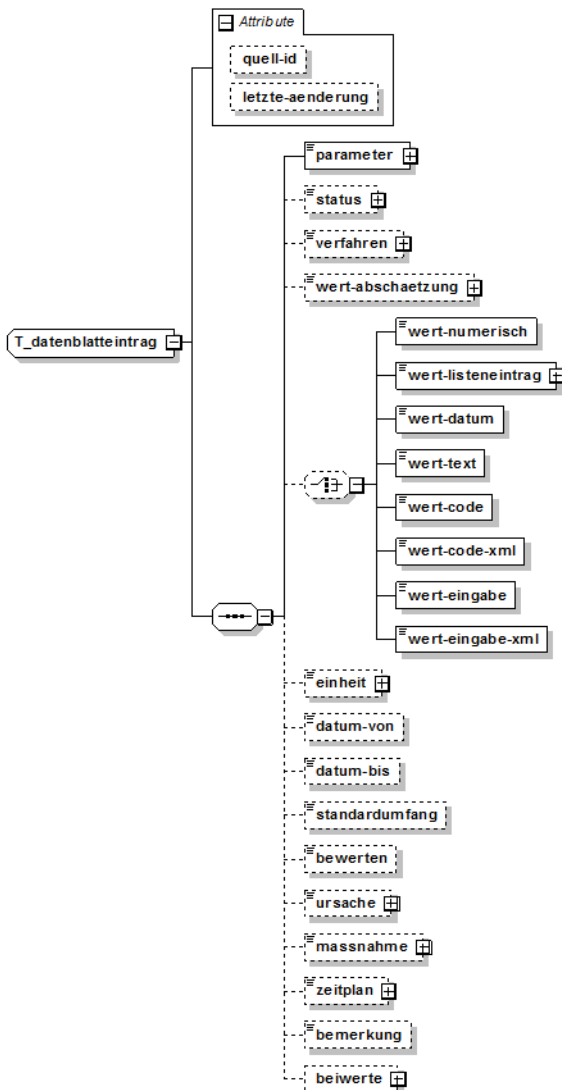 Attribute
quell-id
letzte-aenderung
parameter
status
verfahren
wert-abschaetzung
T_datenblatteintrag
wert-numerisch
wert-listeneintrag
wert-datum
wert-text
wert-code
wert-code-xml
wert-eingabe
wert-eingabe-xml
einheit
datum-von
datum-bis
standardumfang
bewerten
ursache
massnahme
zeitplan
bemerkung
beiwerte